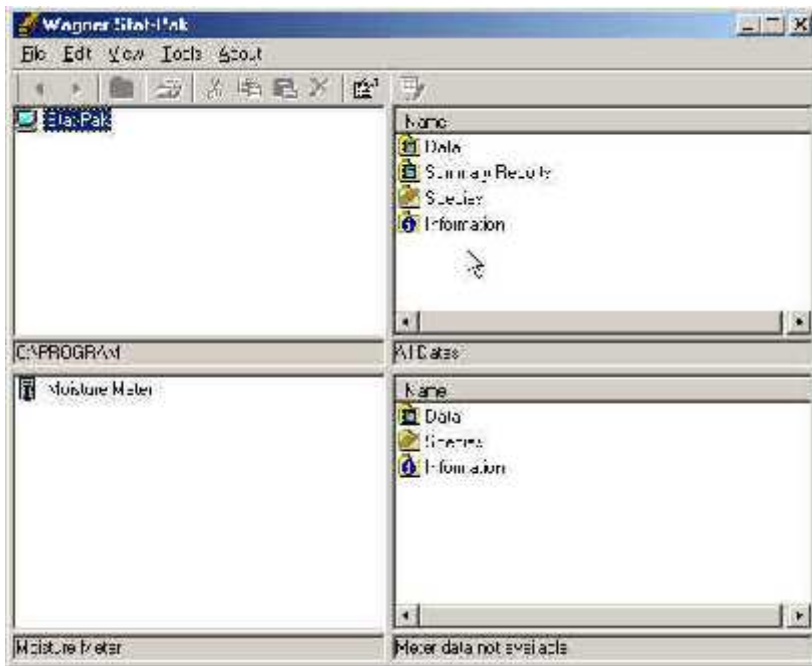 Wagner Stat-Pak
File Edit View Tools About
Stat-Pak
Name
Data
Summary Reports
Species
Information
C:\PROGRAM
All Dates
Moisture Meter
Name
Data
Species
Information
Moisture Meter
Meter data not available